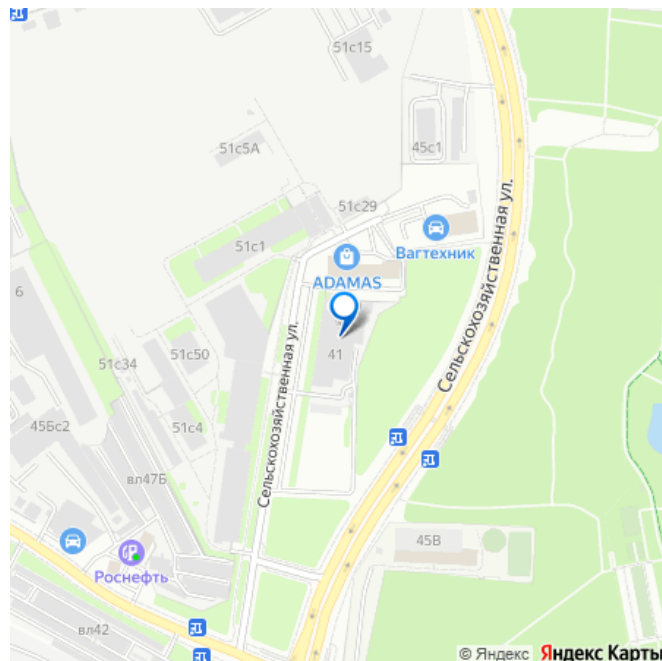 51с15
45с1
51с5А
51с29
51с1
Вагтехник
ADAMAS
Сельскохозяйственная ул.
6
51с34
51с50
41
Сельскохозяйственная ул.
45Бс2
51с4
вл47Б
45В
Роснефть
вл42
© Яндекс Яндекс Карты